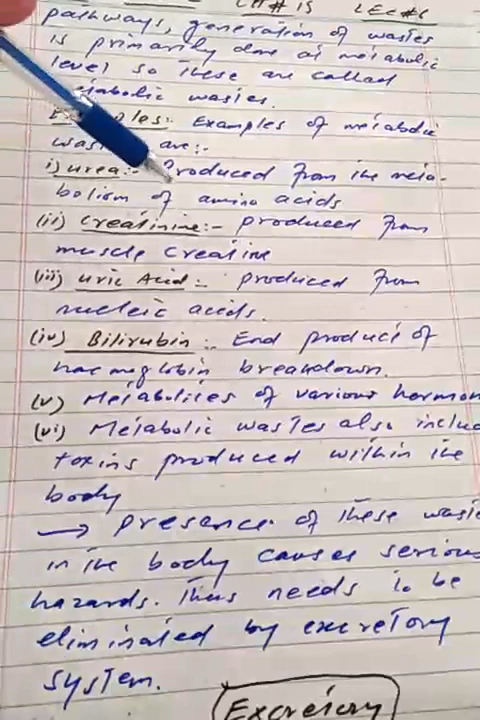 CH # 15 LEC # 6
pathways, generation of wastes
is primarily done at metabolic
level so these are called
metabolic wastes.
Examples:- Examples of metabolic
wastes are:-
i) urea:- Produced from the meta-
bolism of amino acids
(ii) Creatinine:- produced from
muscle Creatine
(iii) uric Acid:- produced from
nucleic acids.
(iv) Bilirubin:- End product of
haemoglobin breakdown.
(v) Metabolites of various hormon
(vi) Metabolic wastes also includ
toxins produced within the
body
→ presence of these waste
in the body causes serious
hazards. Thus needs to be
eliminated by excretory
system.
Excretory